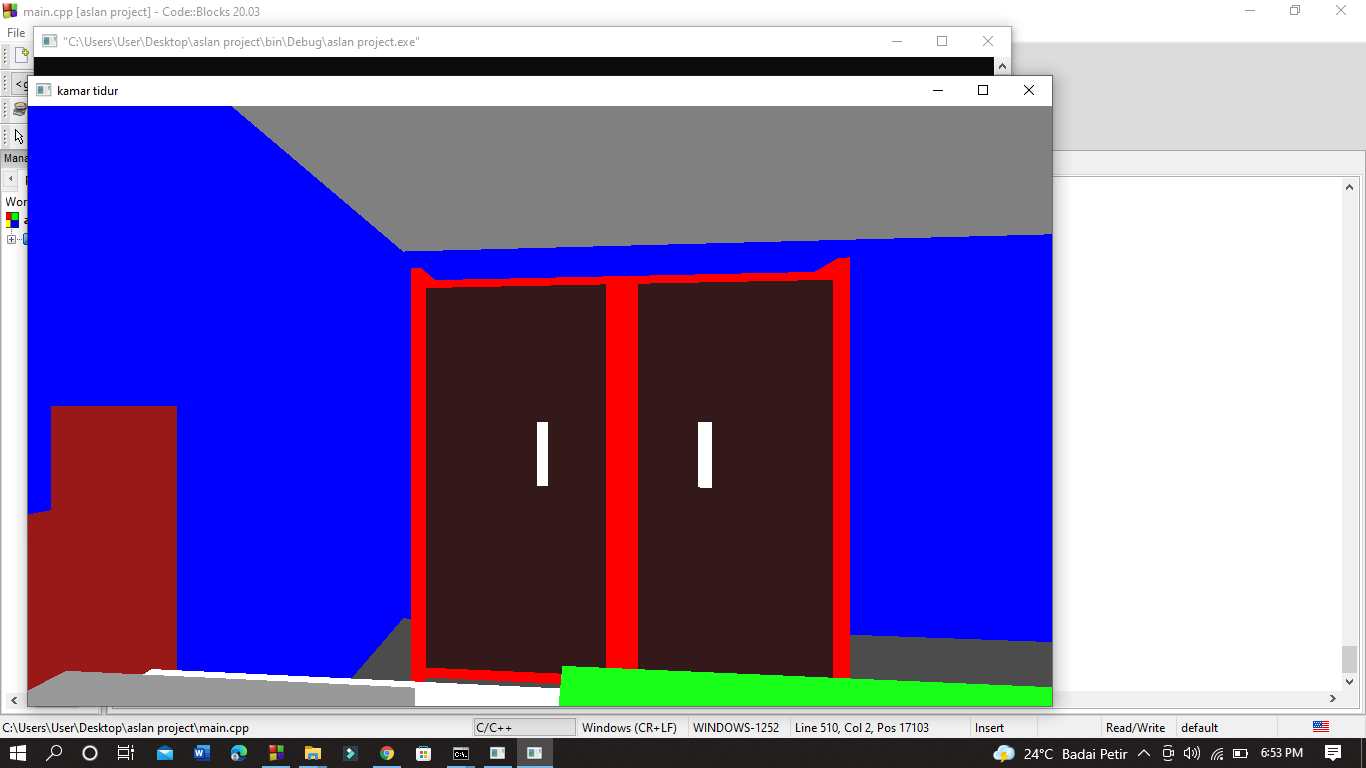 main.cpp [aslan project] - Code::Blocks 20.03
File
"C:\Users\User\Desktop\aslan project\bin\Debug\aslan project.exe"
kamar tidur
C:\Users\User\Desktop\aslan project\main.cpp C/C++ Windows (CR+LF) WINDOWS-1252 Line 510, Col 2, Pos 17103 Insert Read/Write default
24°C Badai Petir 6:53 PM